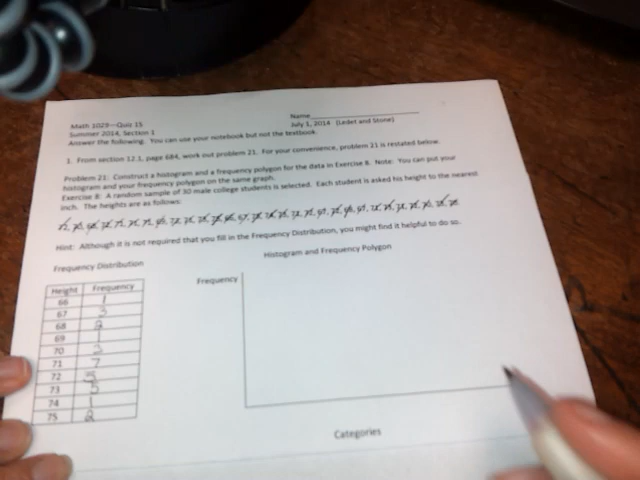 Math 1029—Quiz 15 Name
Summer 2014, Section 1 July 1, 2014 (Ledet and Stone)
Answer the following. You can use your notebook but not the textbook.
1. From section 12.1, page 684, work out problem 21. For your convenience, problem 21 is restated below.
Problem 21: Construct a histogram and a frequency polygon for the data in Exercise 8. Note: You can put your
histogram and your frequency polygon on the same graph.
Exercise 8: A random sample of 30 male college students is selected. Each student is asked his height to the nearest
inch. The heights are as follows:
Hint: Although it is not required that you fill in the Frequency Distribution, you might find it helpful to do so.
Frequency Distribution
Histogram and Frequency Polygon
Height Frequency
66 1
67 3
68 2
69 1
70 3
71 7
72 5
73 5
74 1
75 2
Frequency
Categories